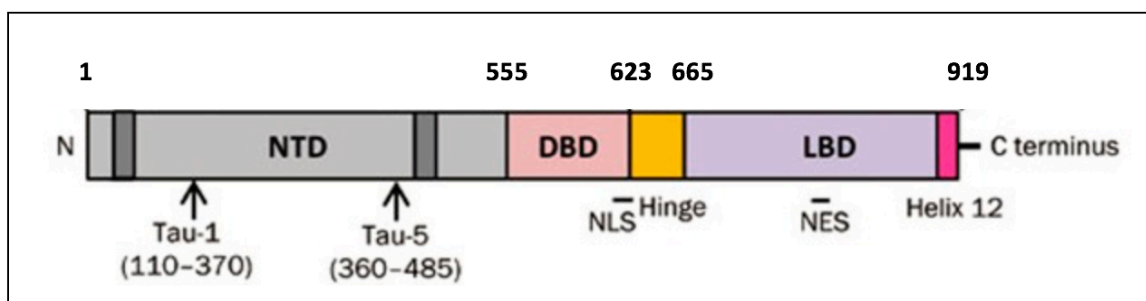 1 555 623 665 919
N NTD DBD LBD C terminus
NLS Hinge NES Helix 12
Tau-1 Tau-5
(110–370) (360–485)